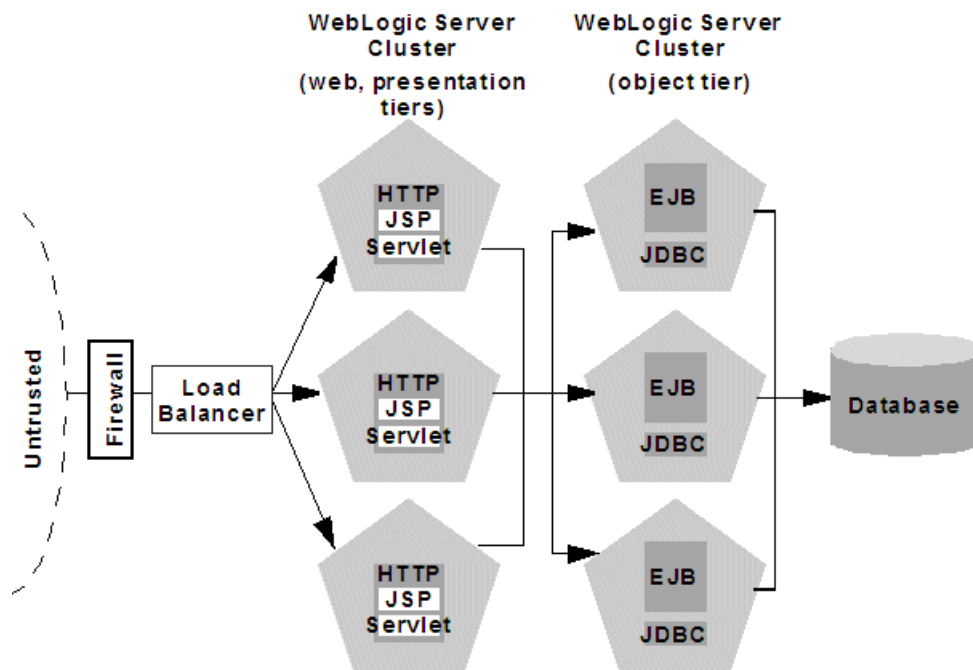 WebLogic Server
Cluster
(web, presentation
tiers)
WebLogic Server
Cluster
(object tier)
Untrusted
Firewall
Load
Balancer
HTTP
JSP
Servlet
HTTP
JSP
Servlet
HTTP
JSP
Servlet
EJB
JDBC
EJB
JDBC
EJB
JDBC
Database